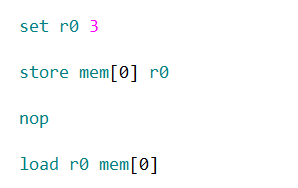 set r0 3
store mem[0] r0
nop
load r0 mem[0]